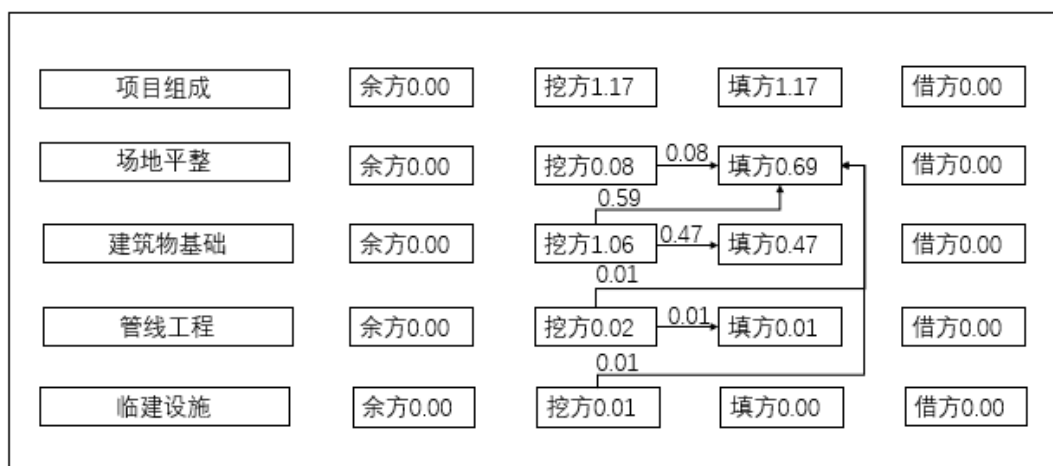 项目组成 余方0.00 挖方1.17 填方1.17 借方0.00
场地平整 余方0.00 挖方0.08 0.08 填方0.69 借方0.00
0.59
建筑物基础 余方0.00 挖方1.06 0.47 填方0.47 借方0.00
0.01
管线工程 余方0.00 挖方0.02 0.01 填方0.01 借方0.00
0.01
临建设施 余方0.00 挖方0.01 填方0.00 借方0.00